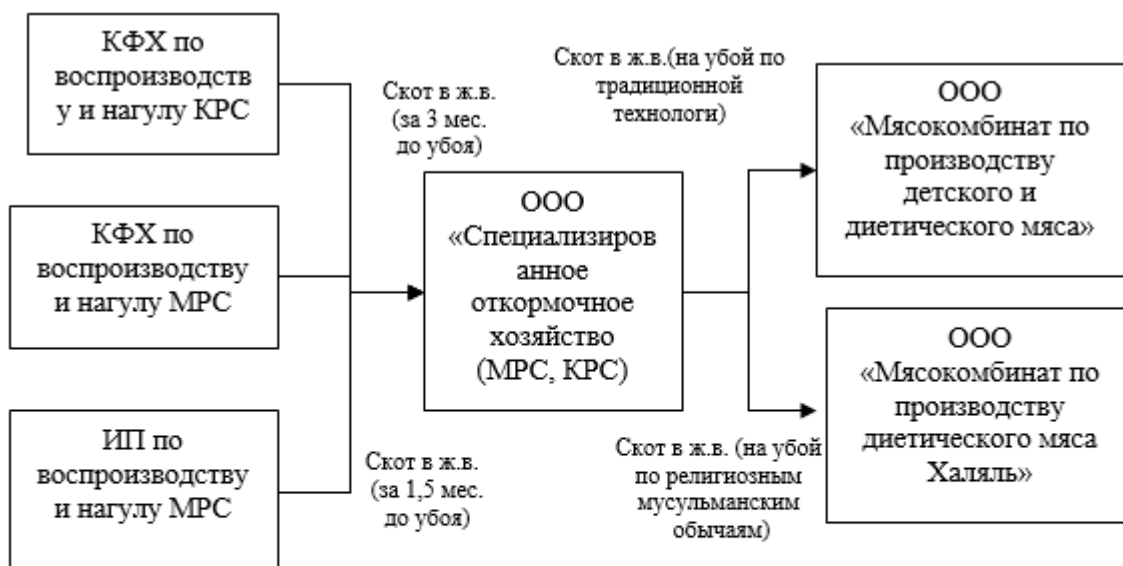 КФХ по
воспроизводств
у и нагулу КРС
КФХ по
воспроизводству
и нагулу МРС
ИП по
воспроизводству
и нагулу МРС
Скот в ж.в.
(за 3 мес.
до убоя)
Скот в ж.в.
(за 1,5 мес.
до убоя)
ООО
«Специализиров
анное
откормочное
хозяйство
(МРС, КРС)
Скот в ж.в.(на убой по
традиционной
технологи)
Скот в ж.в. (на убой
по религиозным
мусульманским
обычаям)
ООО
«Мясокомбинат по
производству
детского и
диетического мяса»
ООО
«Мясокомбинат по
производству
диетического мяса
Халяль»